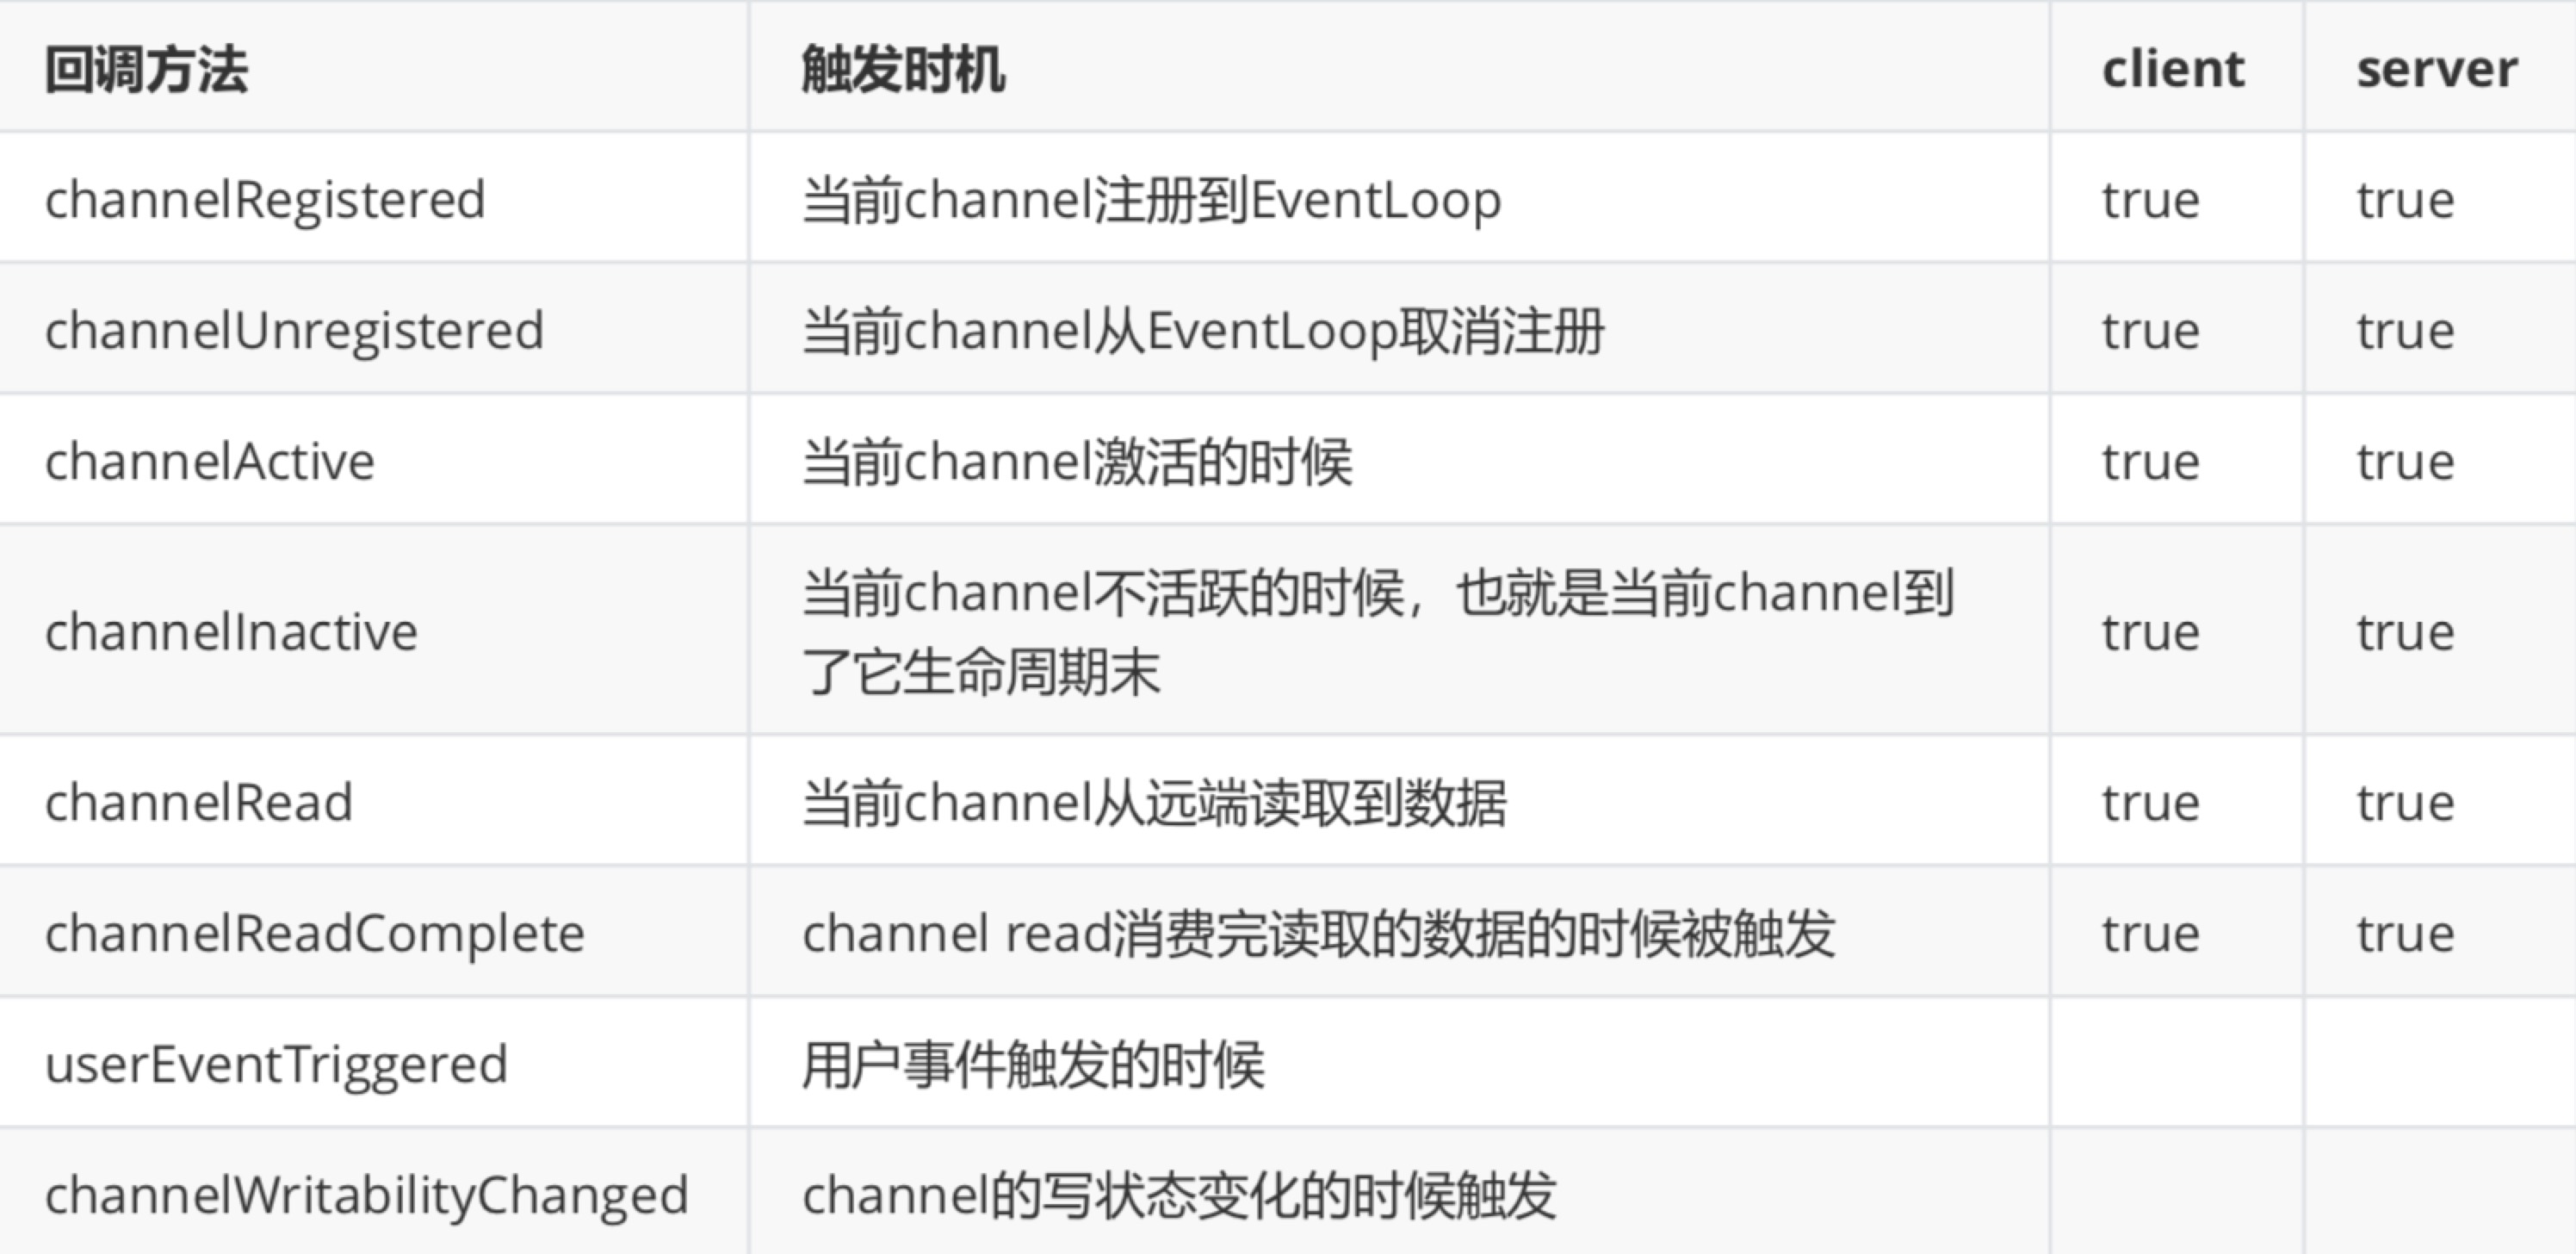 回调方法 触发时机 client server
channelRegistered 当前channel注册到EventLoop true true
channelUnregistered 当前channel从EventLoop取消注册 true true
channelActive 当前channel激活的时候 true true
channelInactive 当前channel不活跃的时候，也就是当前channel到
了它生命周期末 true true
channelRead 当前channel从远端读取到数据 true true
channelReadComplete channel read消费完读取的数据的时候被触发 true true
userEventTriggered 用户事件触发的时候
channelWritabilityChanged channel的写状态变化的时候触发